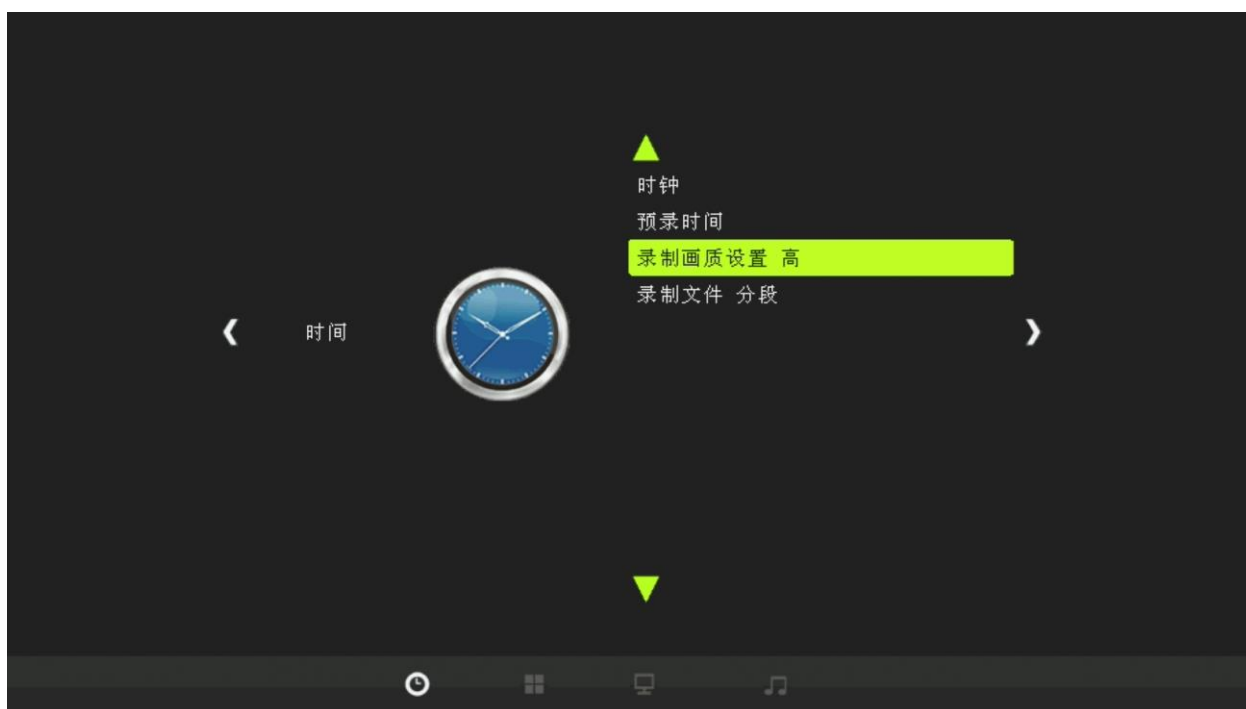 时钟
预录时间
录制画质设置 高
录制文件 分段
时间